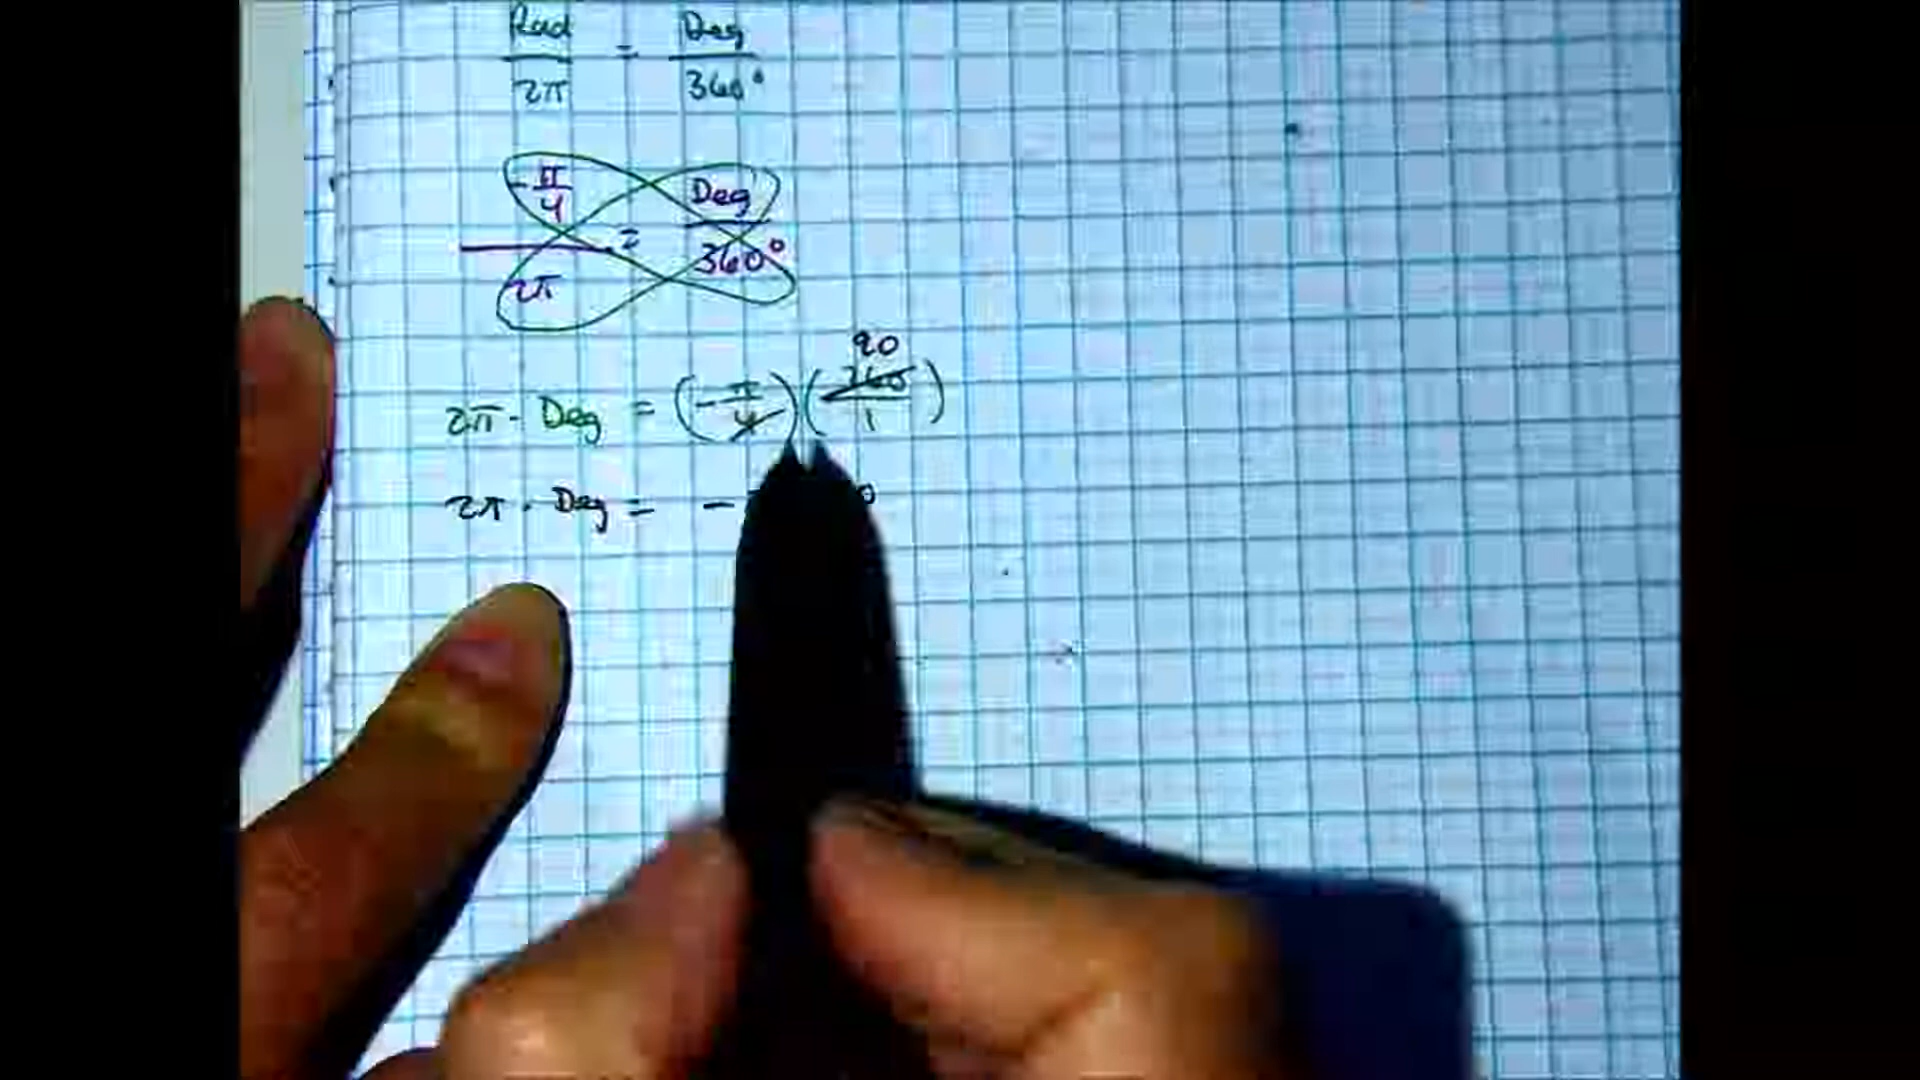 Rad/2π = Deg/360°
-π/4/2π = Deg/360°
90
2π · Deg = (-π/4)(360/1)
2π · Deg = -